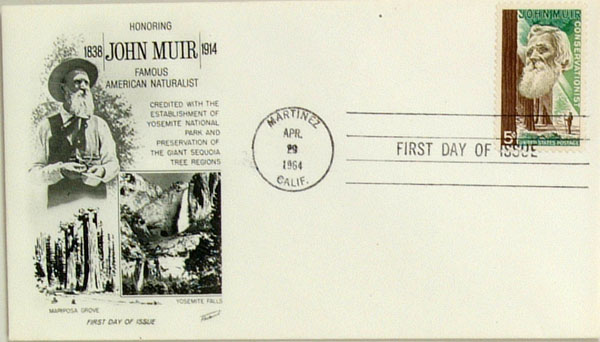 HONORING
1838 JOHN MUIR 1914
FAMOUS
AMERICAN NATURALIST
CREDITED WITH THE
ESTABLISHMENT OF
YOSEMITE NATIONAL
PARK AND
PRESERVATION OF
THE GIANT SEQUOIA
TREE REGIONS
YOSEMITE FALLS
MARIPOSA GROVE
FIRST DAY OF ISSUE
MARTINEZ
APR.
29
1964
CALIF.
FIRST DAY OF ISSUE
JOHN MUIR
CONSERVATIONIST
5¢
UNITED STATES POSTAGE